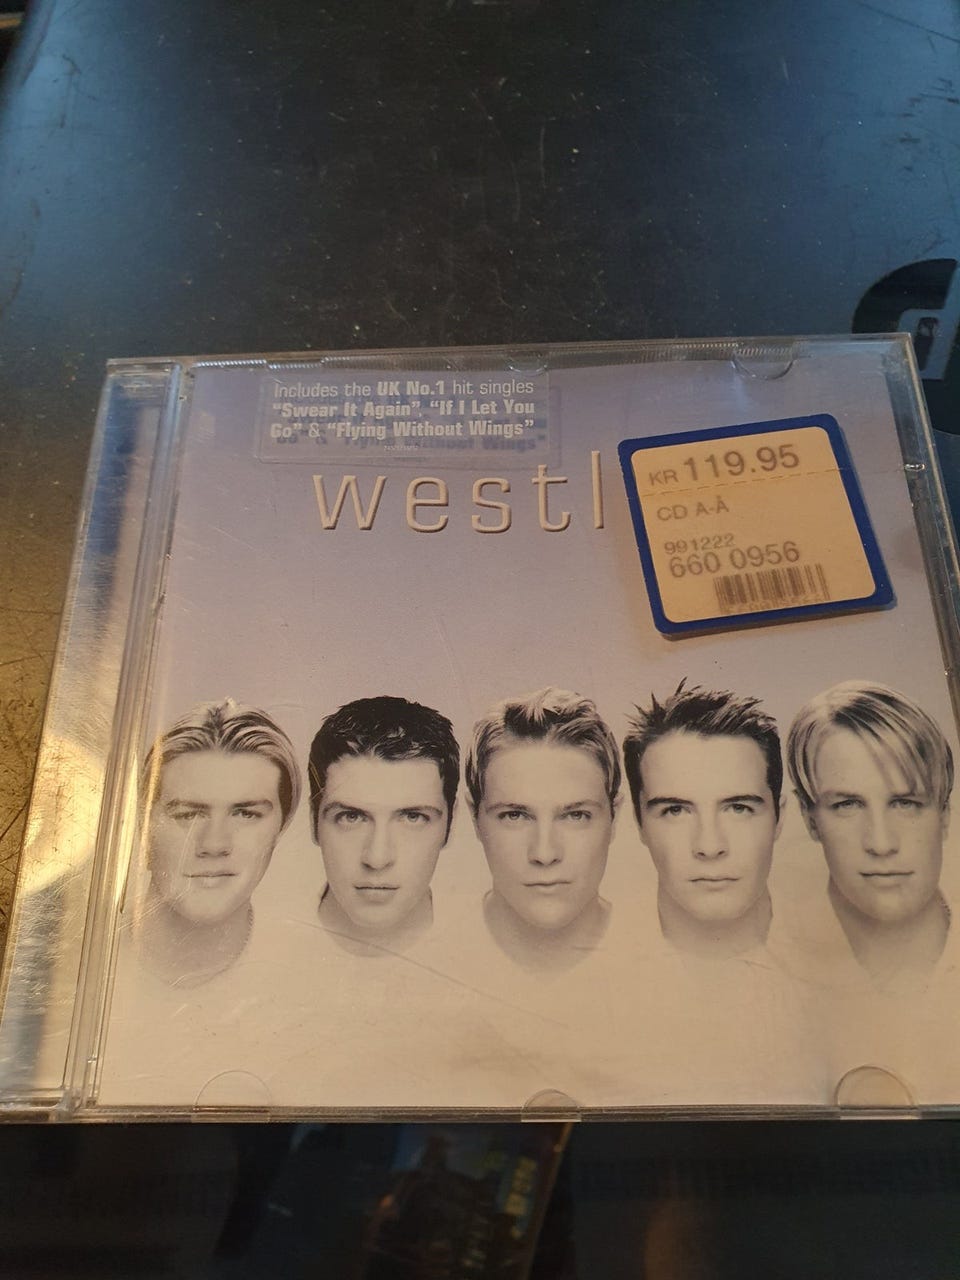 Includes the UK No.1 hit singles
"Swear It Again", "If I Let You
Go" & "Flying Without Wings"
westl
KR 119.95
CD A-Å
991222
660 0956